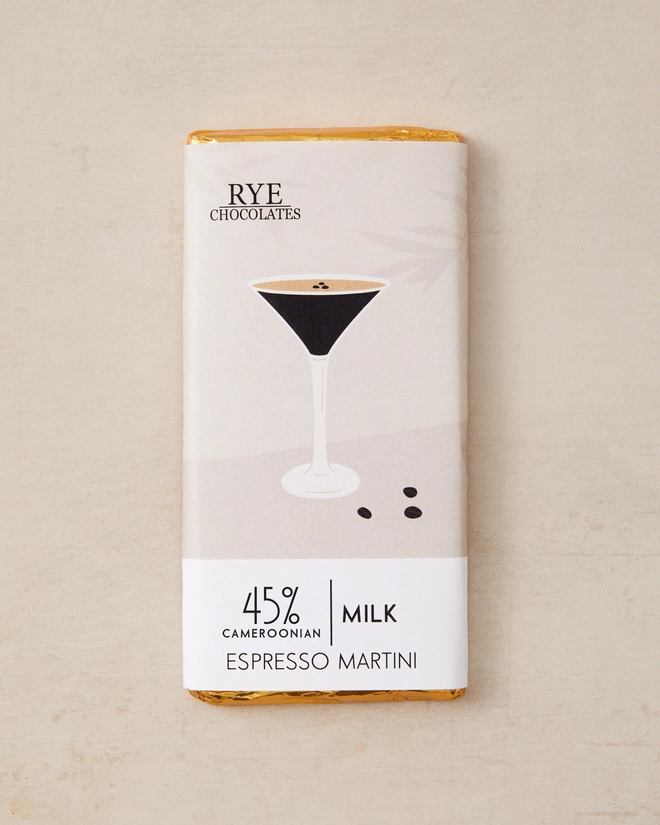 RYE
CHOCOLATES
45% | MILK
CAMEROONIAN
ESPRESSO MARTINI